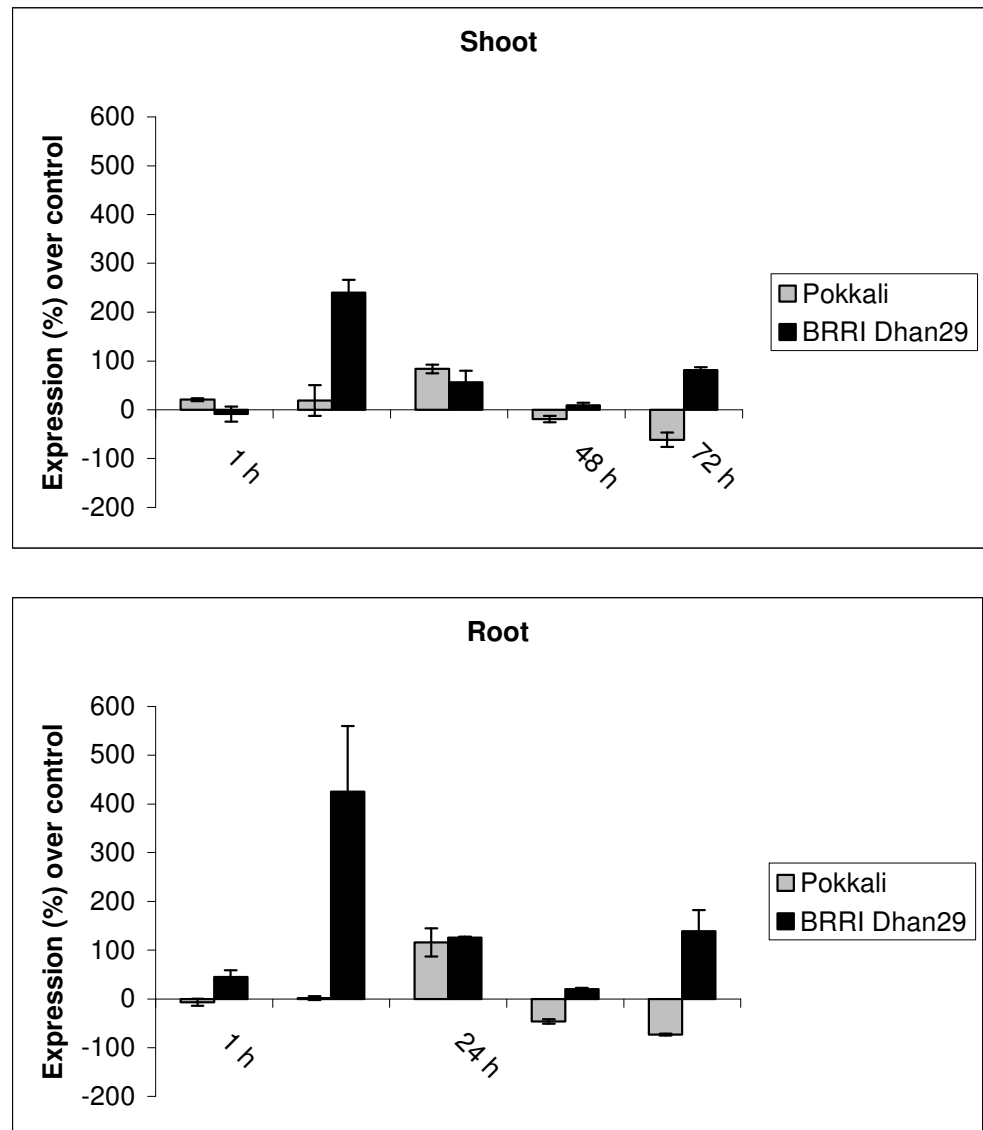 Shoot
Expression (%) over control
600
500
400
300
200
100
0
-100
-200
1 h
48 h
72 h
Pokkali
BRRI Dhan29
Root
Expression (%) over control
600
500
400
300
200
100
0
-100
-200
1 h
24 h
Pokkali
BRRI Dhan29